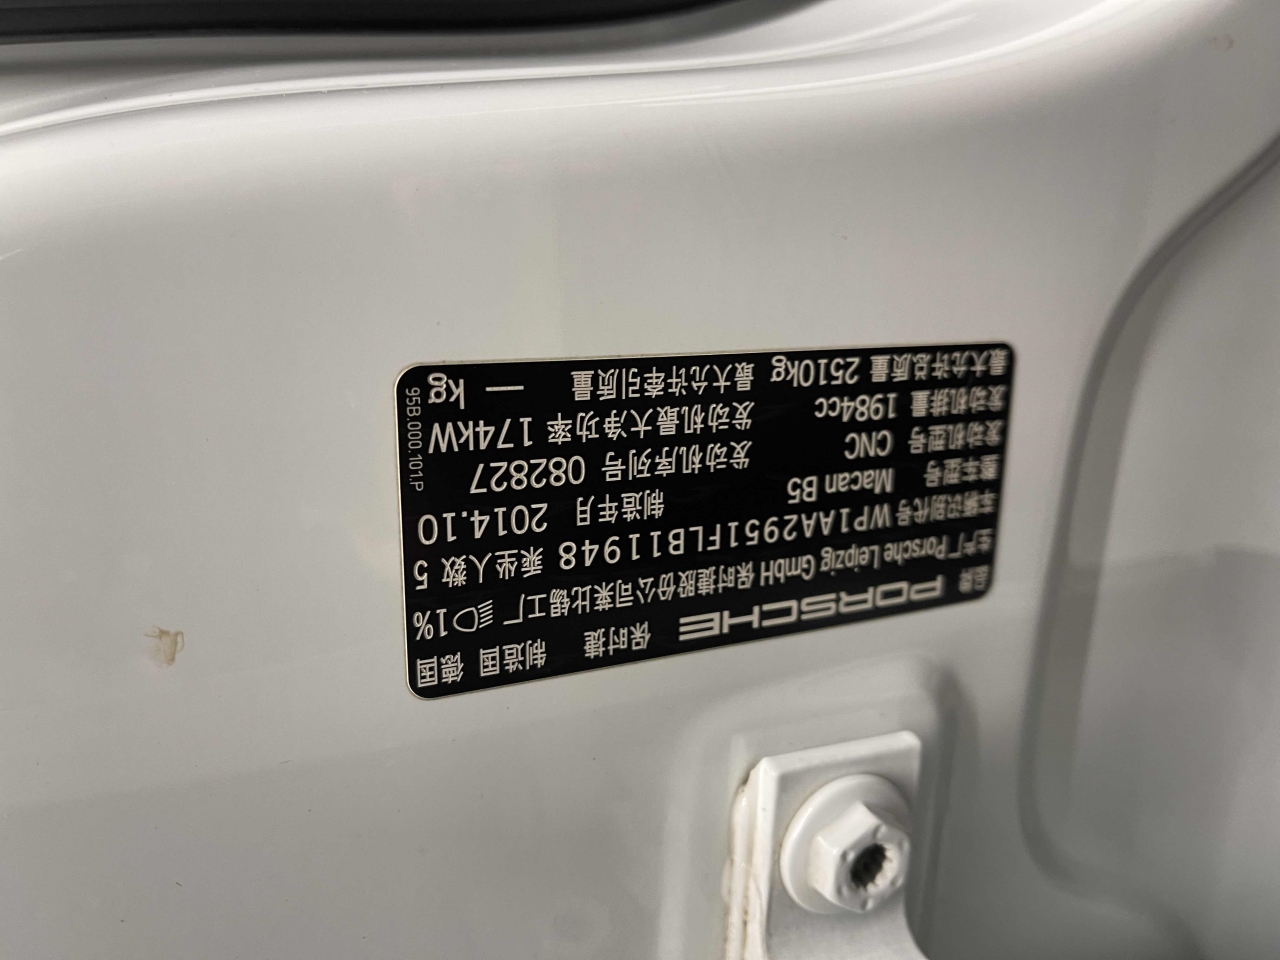 品牌 PORSCHE 保时捷 制造国 德国
生产厂 Porsche Leipzig GmbH 保时捷股份公司莱比锡工厂 1%
车辆识别代号 WP1AA2951FLB11948 乘坐人数 5
整车型号 Macan B5 制造年月 2014.10
发动机型号 CNC 发动机序列号 082827
发动机排量 1984cc 发动机最大净功率 174kW
最大允许总质量 2510kg 最大允许牵引质量 — kg
95B.000.101.P